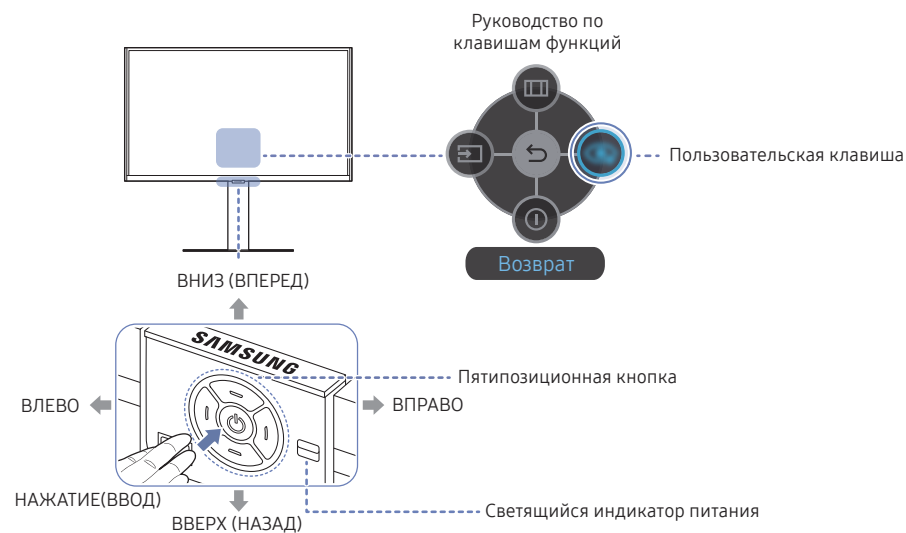 Руководство по
клавишам функций
Пользовательская клавиша
Возврат
ВНИЗ (ВПЕРЕД)
SAMSUNG
Пятипозиционная кнопка
ВЛЕВО
ВПРАВО
НАЖАТИЕ(ВВОД)
Светящийся индикатор питания
ВВЕРХ (НАЗАД)